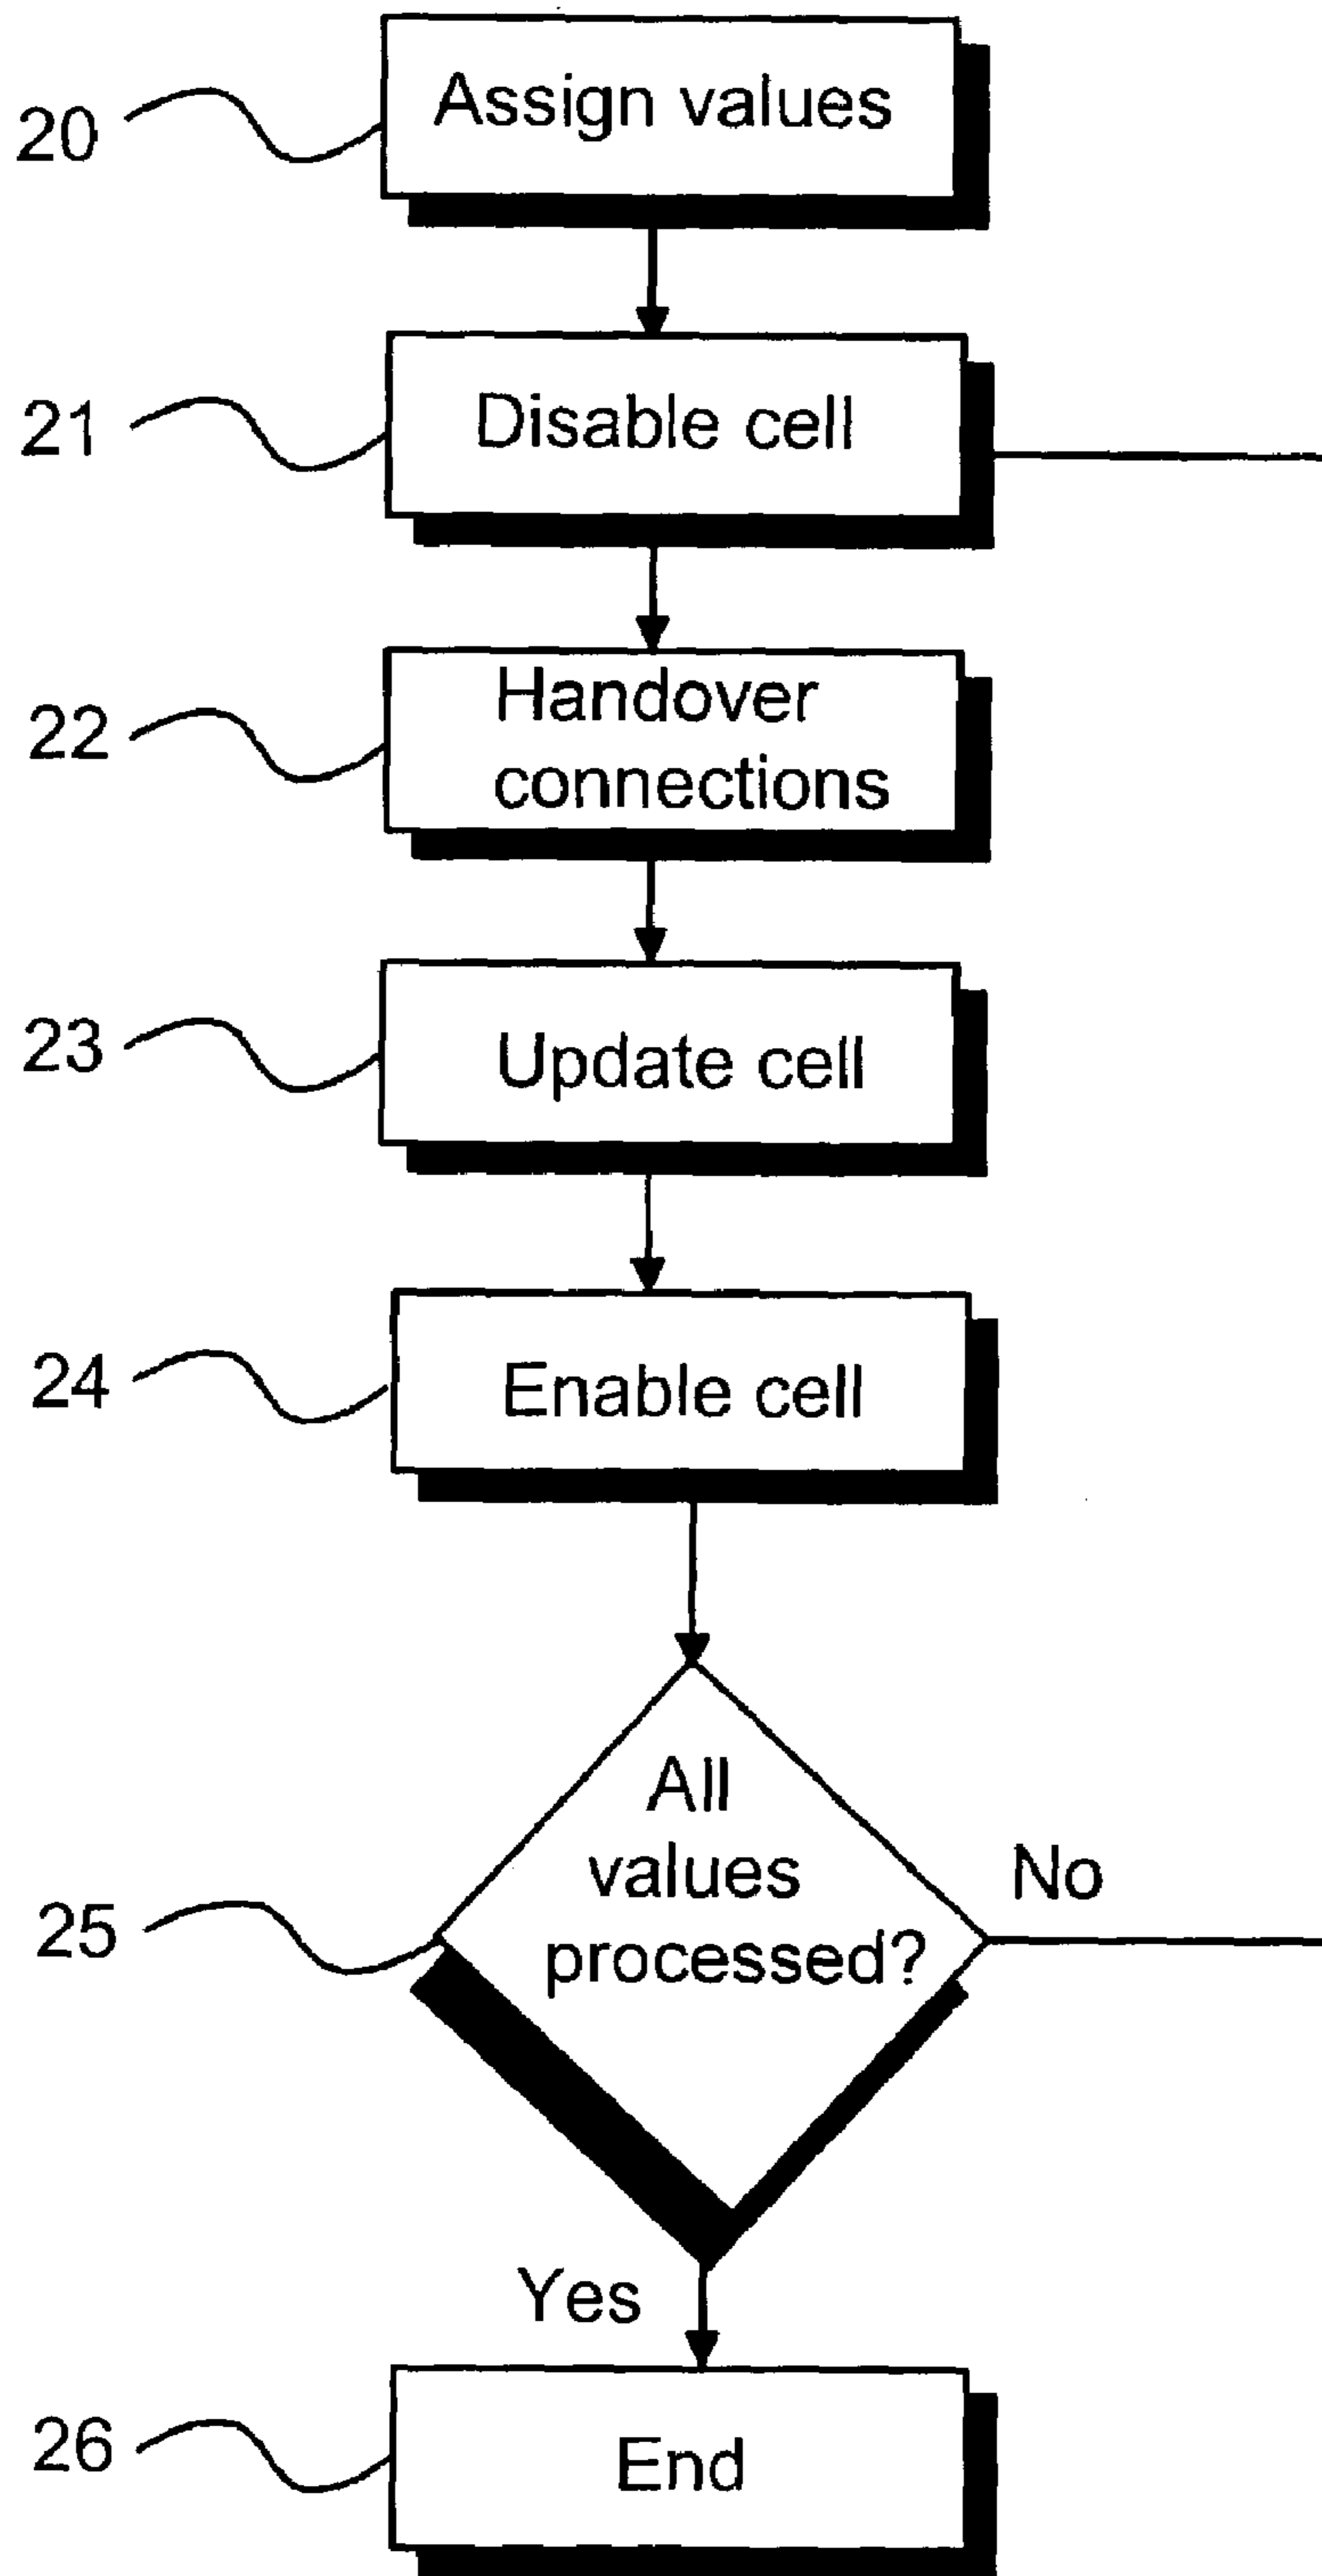 20
Assign values
21
Disable cell
22
Handover
connections
23
Update cell
24
Enable cell
25
All
values
processed?
No
Yes
26
End